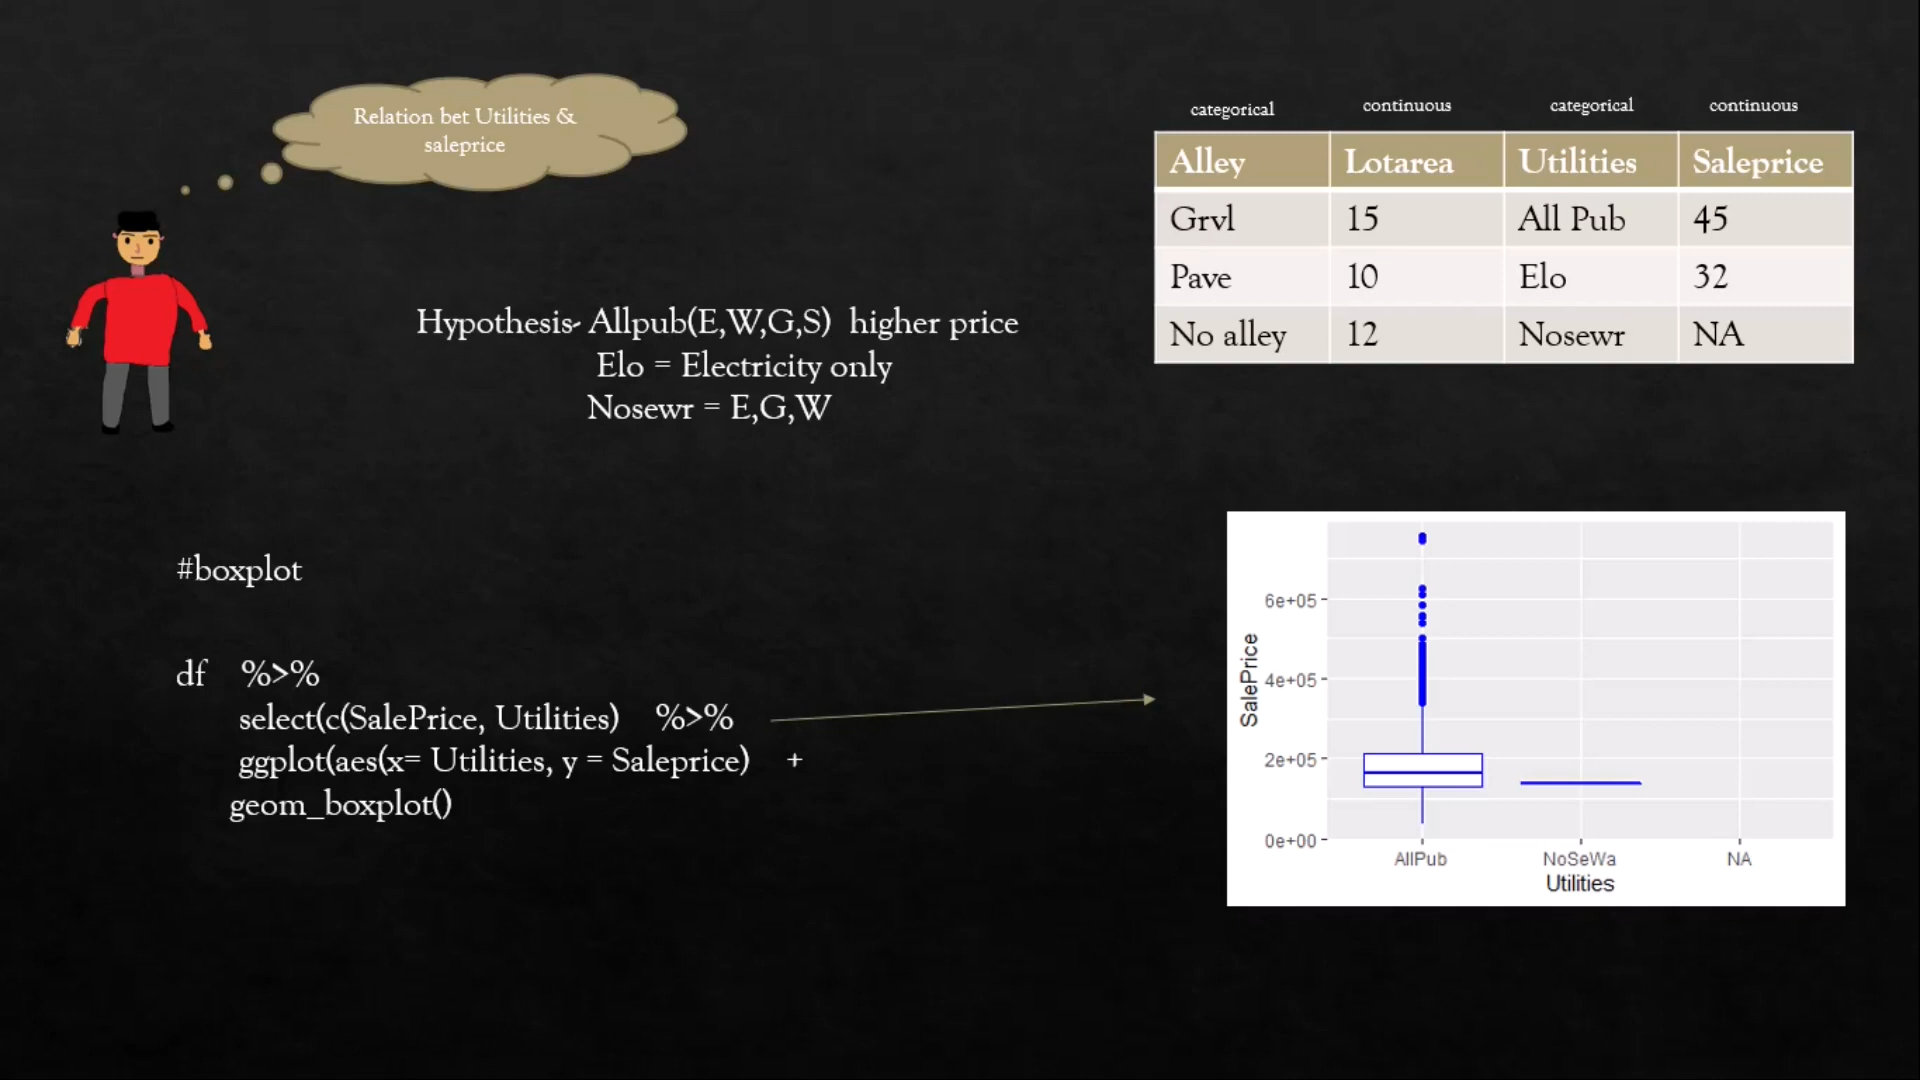 Relation bet Utilities &
saleprice
categorical continuous categorical continuous
Alley Lotarea Utilities Saleprice
Grvl 15 All Pub 45
Pave 10 Elo 32
No alley 12 Nosewr NA
Hypothesis- Allpub(E,W,G,S) higher price
Elo = Electricity only
Nosewr = E,G,W
#boxplot
df %>%
select(c(SalePrice, Utilities) %>%
ggplot(aes(x= Utilities, y = Saleprice) +
geom_boxplot()
SalePrice
6e+05
4e+05
2e+05
0e+00
AllPub NoSeWa NA
Utilities